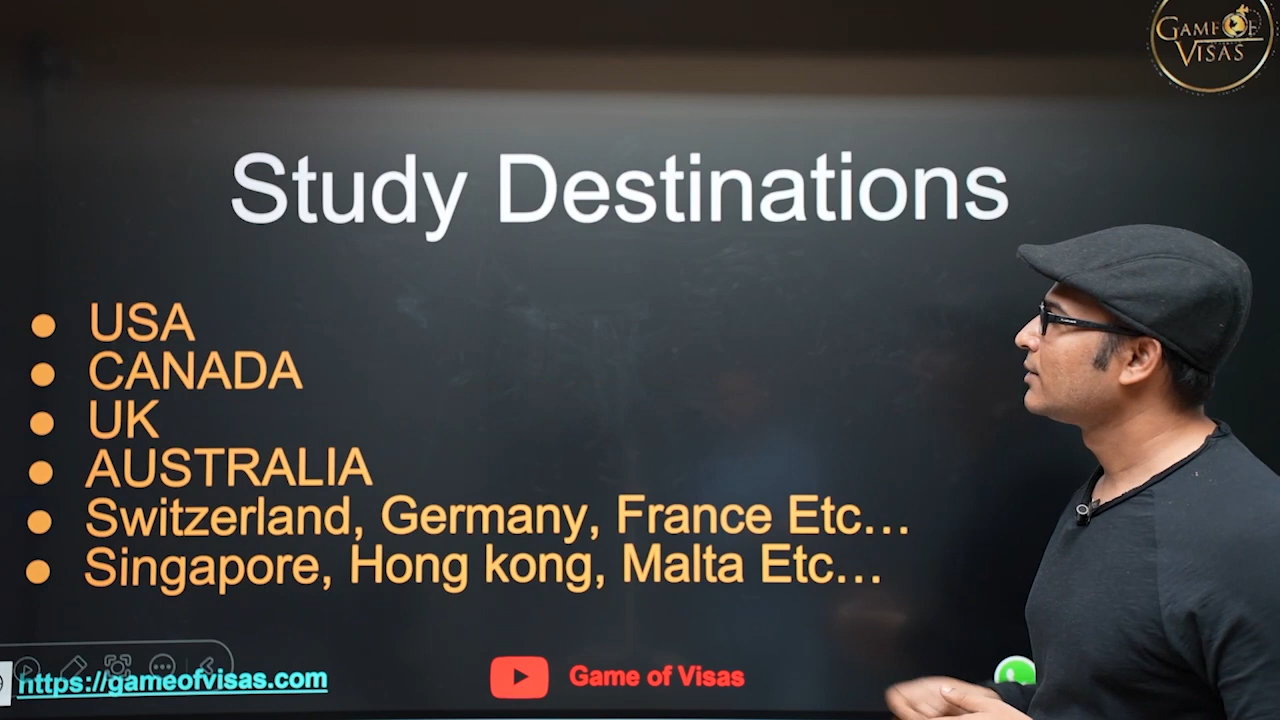 GAME OF
VISAS
Study Destinations
USA
CANADA
UK
AUSTRALIA
Switzerland, Germany, France Etc...
Singapore, Hong kong, Malta Etc...
https://gameofvisas.com
Game of Visas